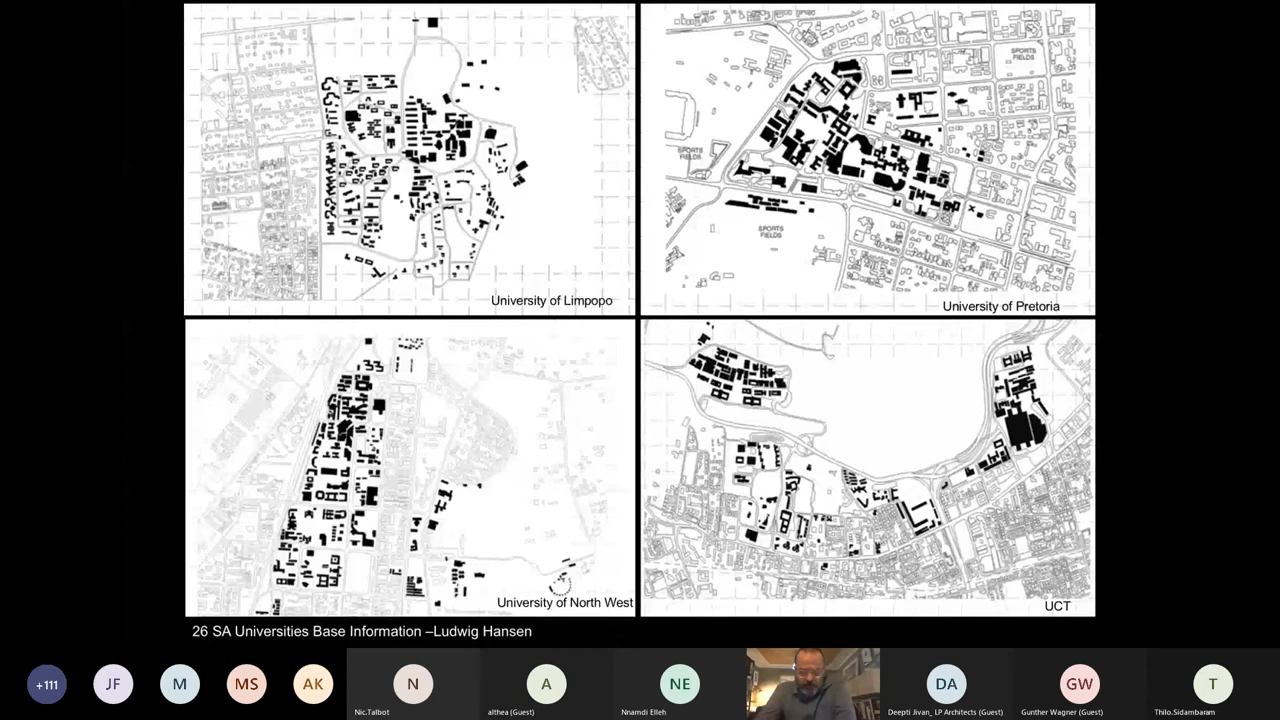 SPORTS
FIELDS
SPORTS
FIELDS
SPORTS
FIELDS
University of Limpopo
University of Pretoria
University of North West
UCT
26 SA Universities Base Information –Ludwig Hansen
+111
JF
M
MS
AK
N
A
NE
DA
GW
T
Nic.Talbot
althea (Guest)
Nnamdi Elleh
Deepti Jivan_ LP Architects (Guest)
Gunther Wagner (Guest)
Thilo.Sidambaram